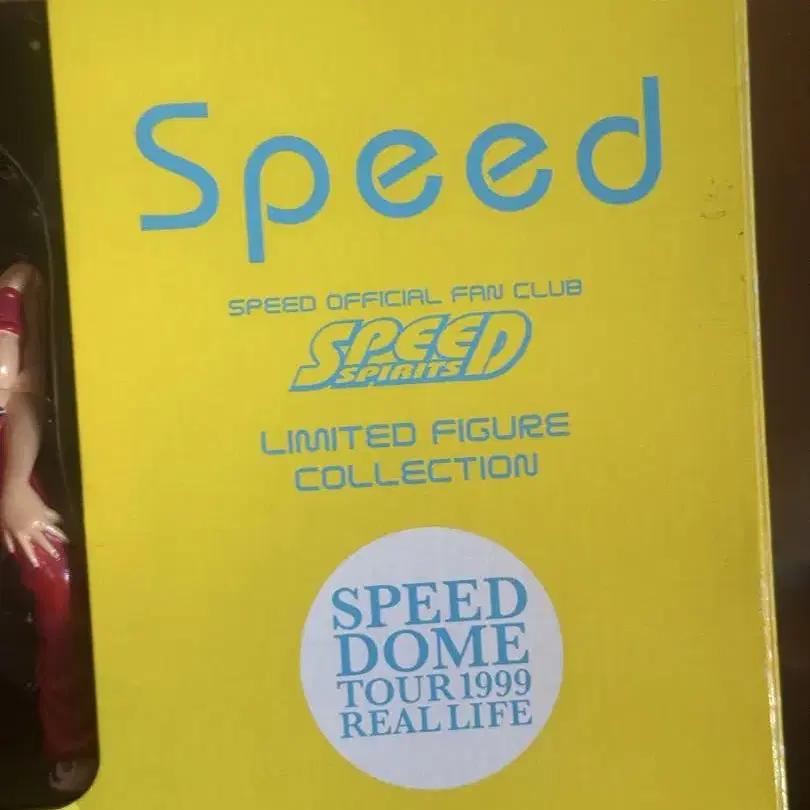 Speed
SPEED OFFICIAL FAN CLUB
SPEED
SPIRITS
LIMITED FIGURE
COLLECTION
SPEED
DOME
TOUR 1999
REAL LIFE